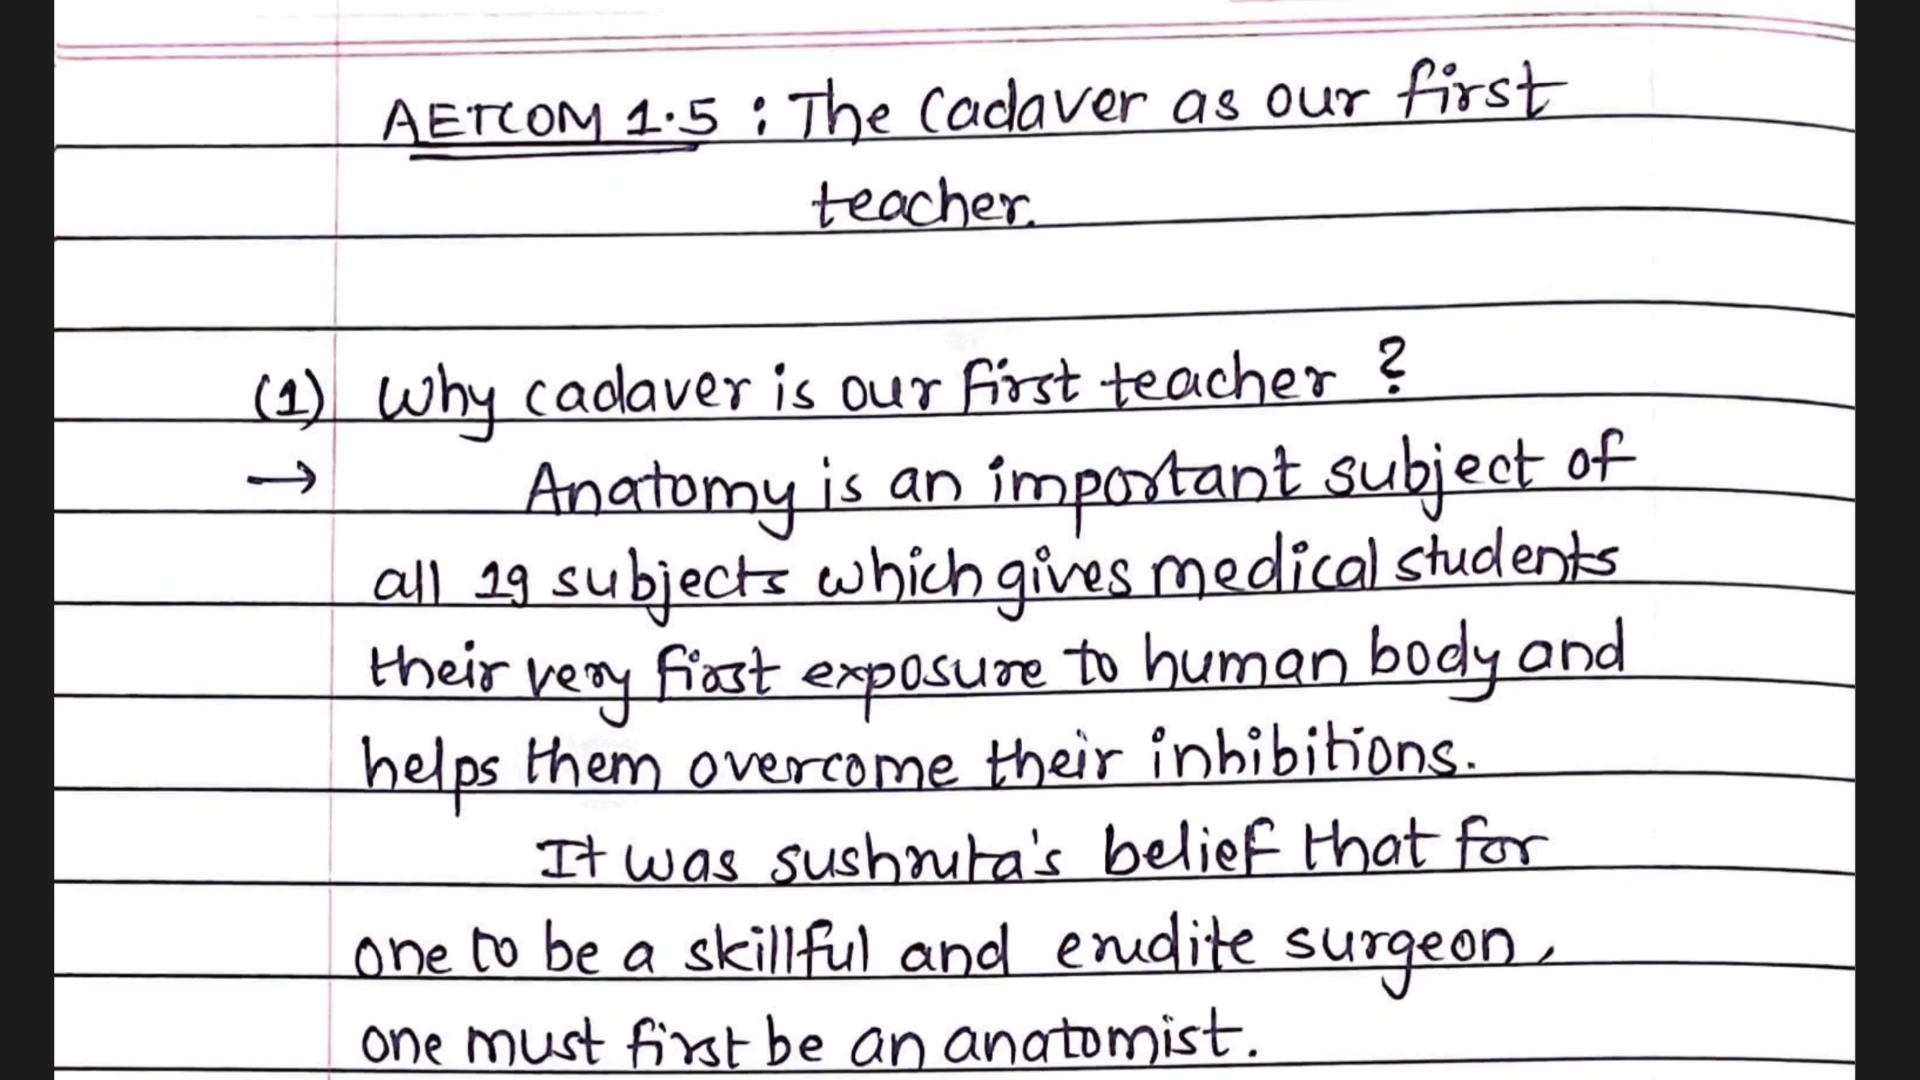 AETCOM 1.5 : The Cadaver as our first
teacher.
(1) Why cadaver is our first teacher ?
→ Anatomy is an important subject of
all 19 subjects which gives medical students
their very first exposure to human body and
helps them overcome their inhibitions.
It was sushruta's belief that for
one to be a skillful and erudite surgeon,
one must first be an anatomist.